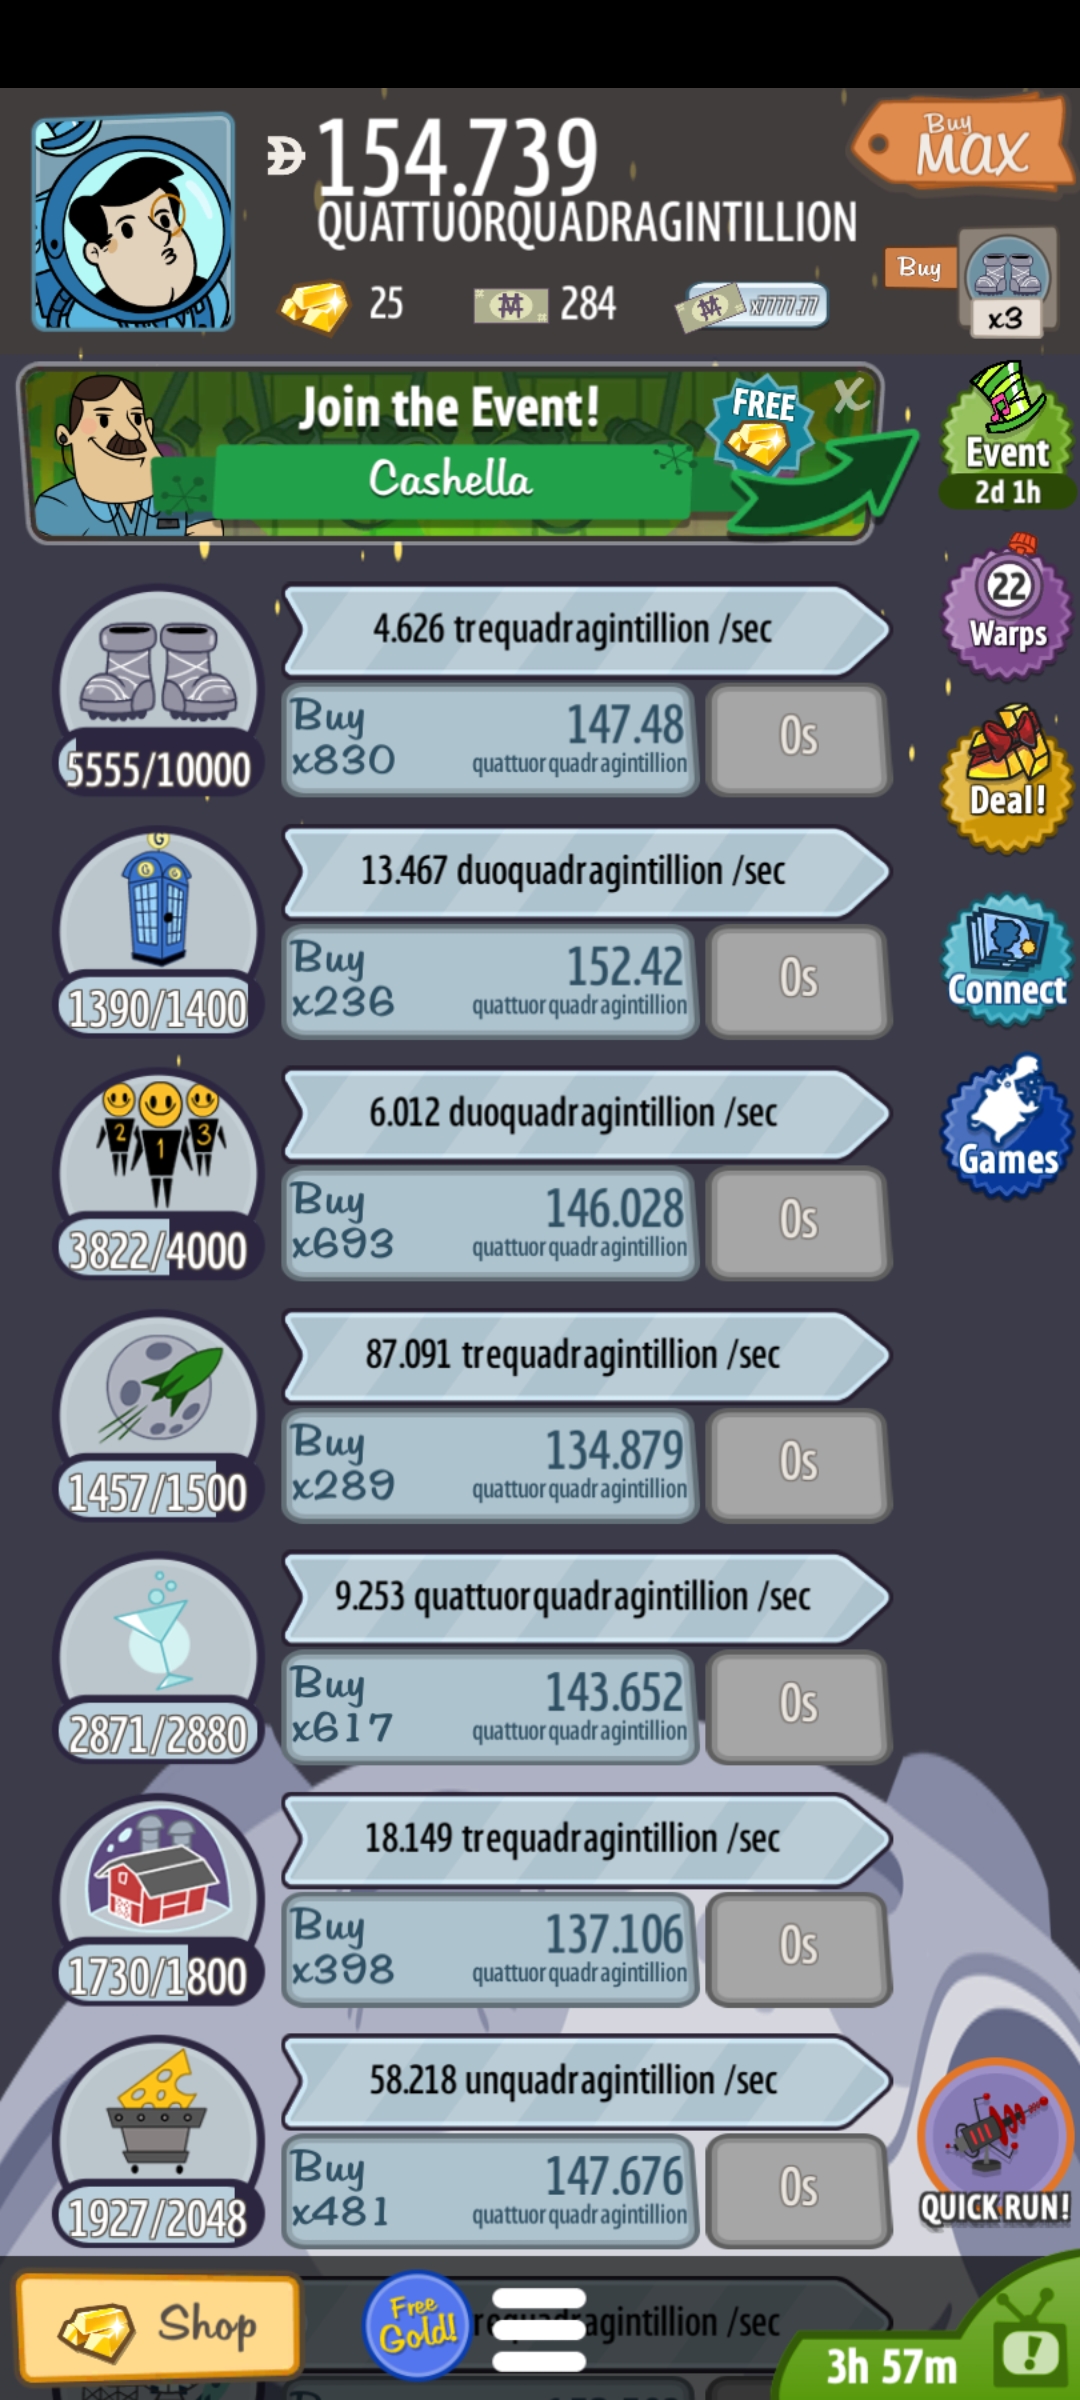 154.739
QUATTUORQUADRAGINTILLION
Buy
MAX
25
284
x7777.77
Buy
x3
Join the Event!
Cashella
FREE
X
Event
2d 1h
22
Warps
Deal!
Connect
Games
4.626 trequadragintillion /sec
5555/10000
Buy
x830
147.48
quattuorquadragintillion
0s
G
G G
13.467 duoquadragintillion /sec
1390/1400
Buy
x236
152.42
quattuorquadragintillion
0s
2 1 3
6.012 duoquadragintillion /sec
3822/4000
Buy
x693
146.028
quattuorquadragintillion
0s
87.091 trequadragintillion /sec
1457/1500
Buy
x289
134.879
quattuorquadragintillion
0s
9.253 quattuorquadragintillion /sec
2871/2880
Buy
x617
143.652
quattuorquadragintillion
0s
18.149 trequadragintillion /sec
1730/1800
Buy
x398
137.106
quattuorquadragintillion
0s
58.218 unquadragintillion /sec
1927/2048
Buy
x481
147.676
quattuorquadragintillion
0s
QUICK RUN!
Shop
Free
Gold!
/sec
3h 57m
!